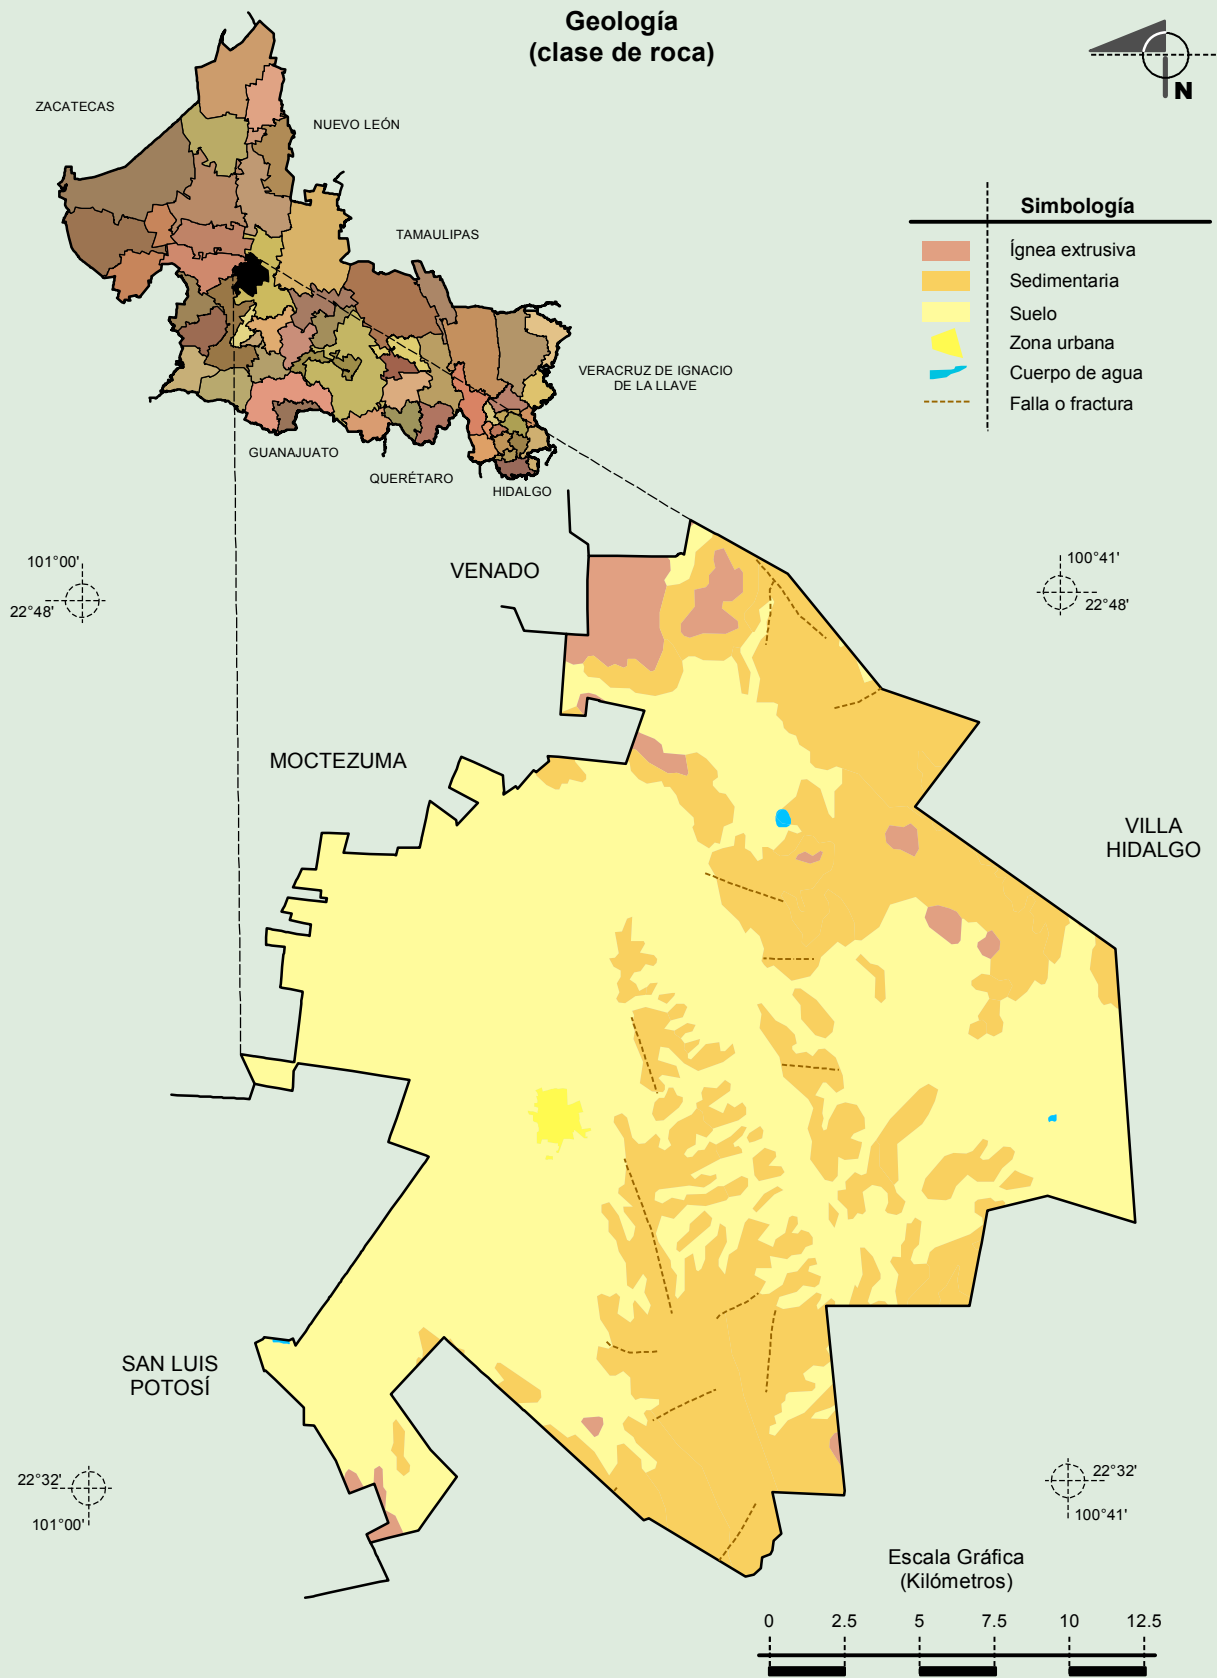 Geología
(clase de roca)
N
ZACATECAS
NUEVO LEÓN
TAMAULIPAS
VERACRUZ DE IGNACIO
DE LA LLAVE
GUANAJUATO
QUERÉTARO
HIDALGO
Simbología
Ígnea extrusiva
Sedimentaria
Suelo
Zona urbana
Cuerpo de agua
Falla o fractura
101°00'
22°48'
100°41'
22°48'
VENADO
MOCTEZUMA
VILLA
HIDALGO
SAN LUIS
POTOSÍ
22°32'
101°00'
22°32'
100°41'
Escala Gráfica
(Kilómetros)
0 2.5 5 7.5 10 12.5